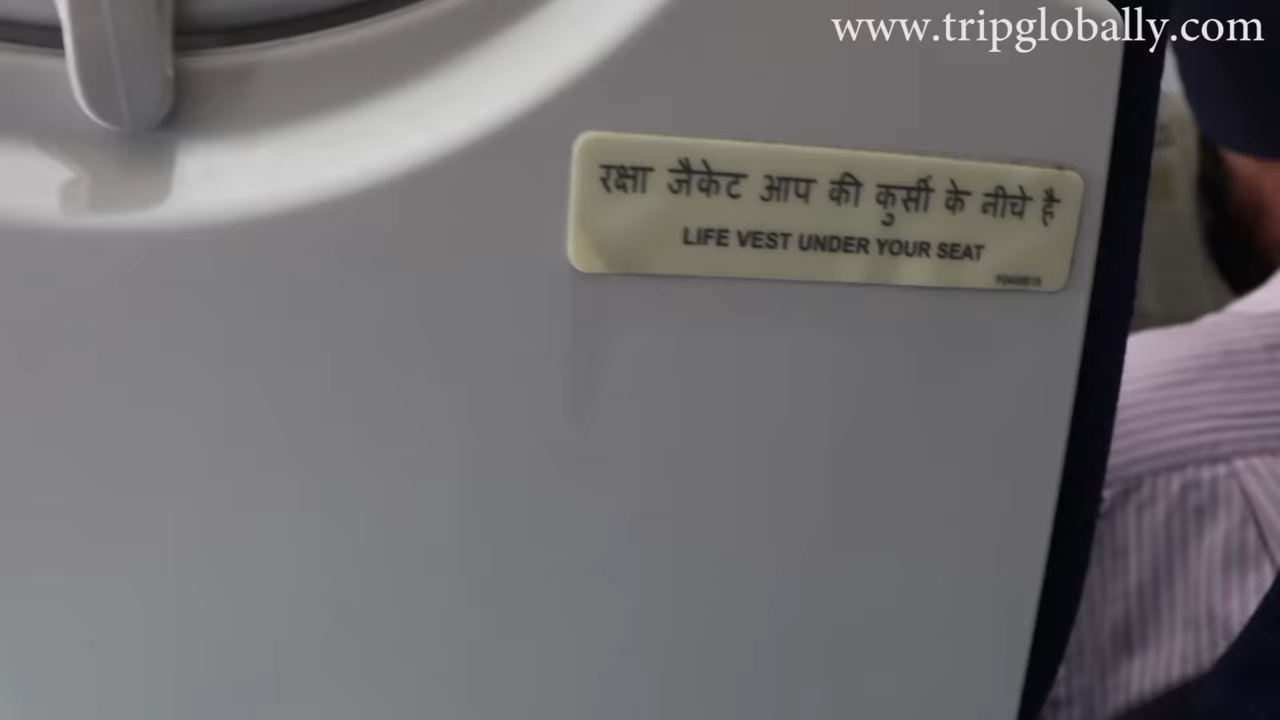 www.tripglobally.com
रक्षा जैकेट आप की कुर्सी के नीचे है
LIFE VEST UNDER YOUR SEAT